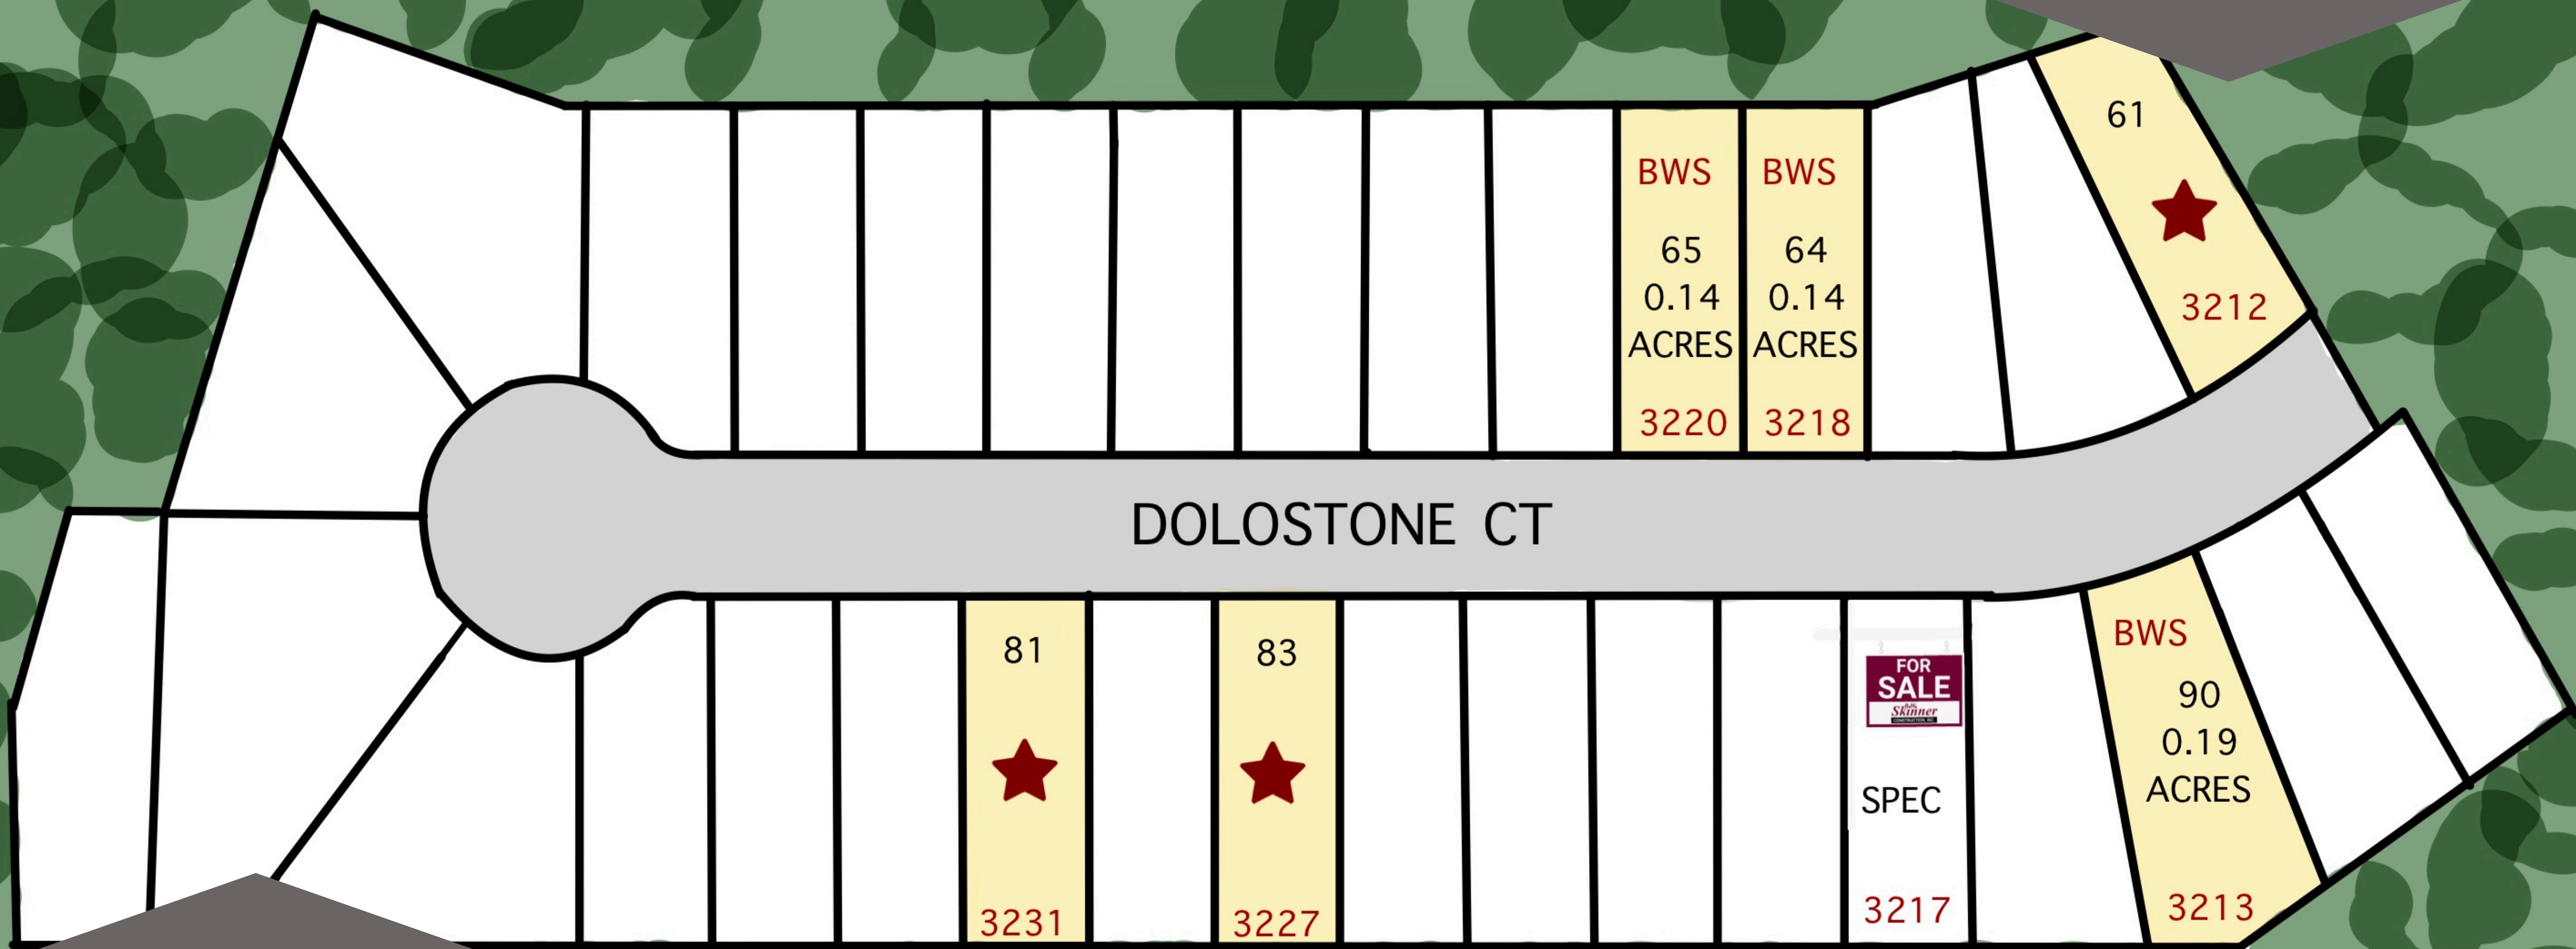 61
3212
BWS
65
0.14
ACRES
3220
BWS
64
0.14
ACRES
3218
DOLOSTONE CT
81
3231
83
3227
FOR
SALE
Skinner
SPEC
3217
BWS
90
0.19
ACRES
3213